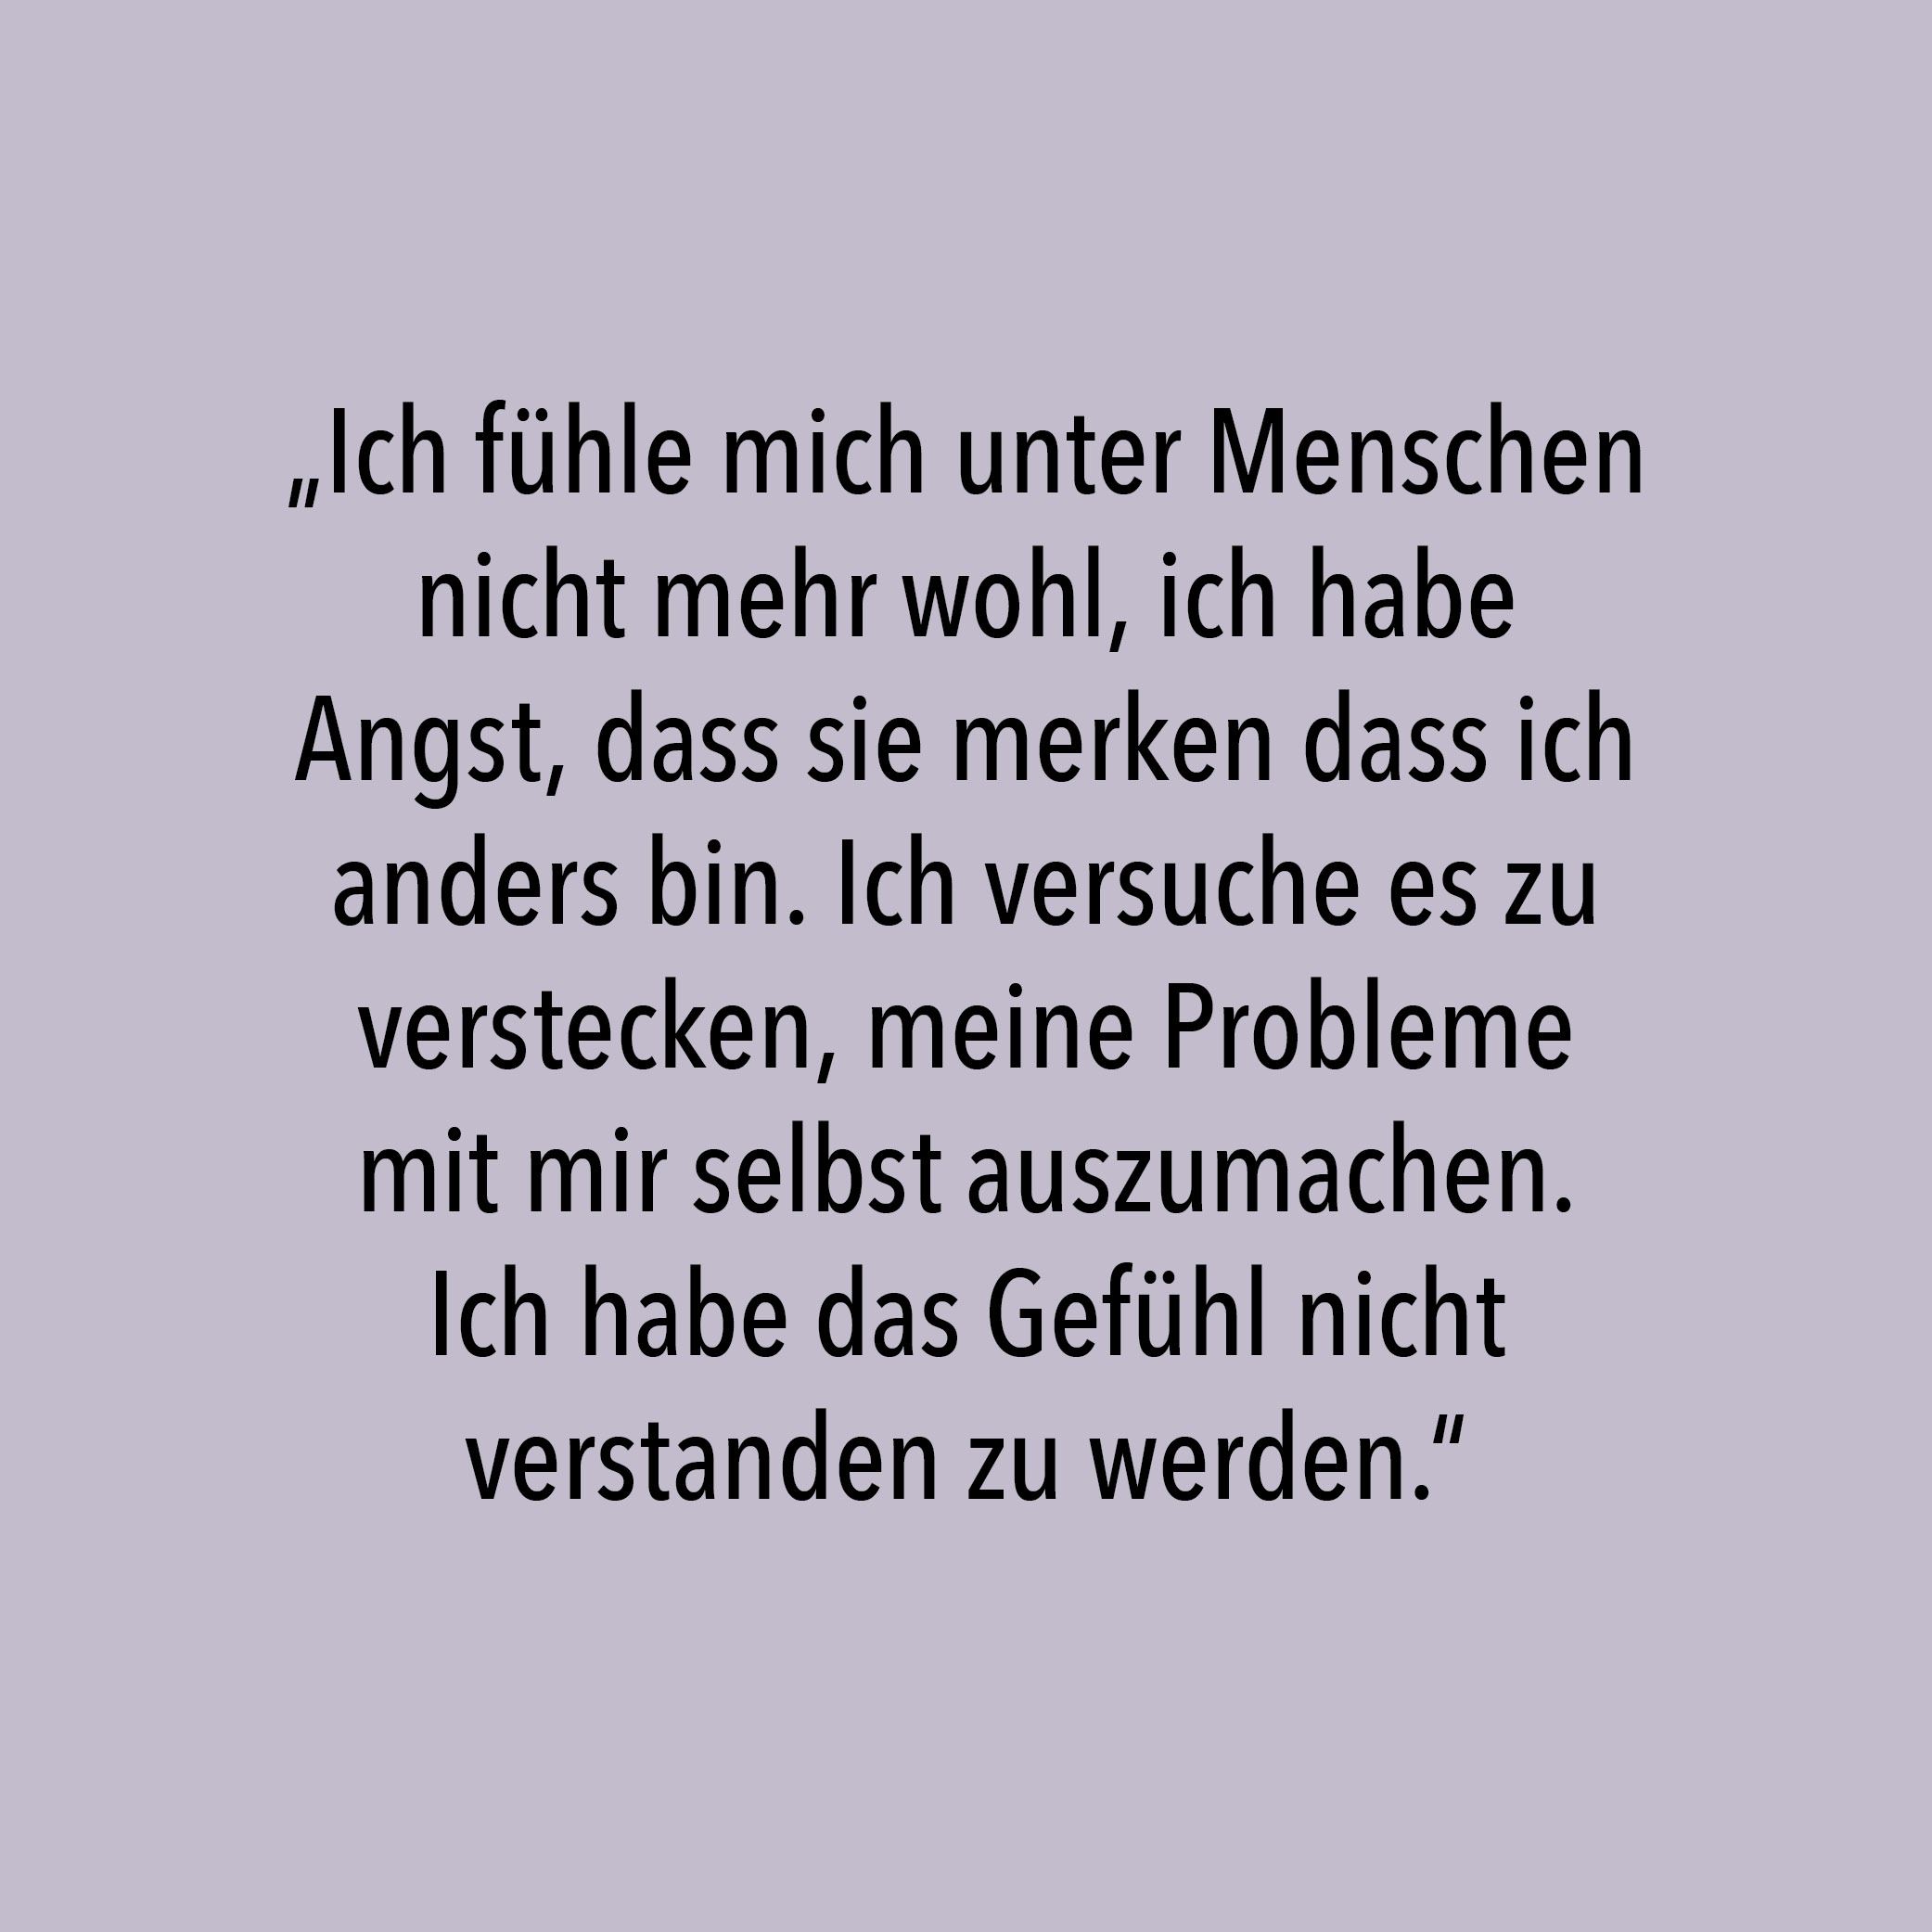 „Ich fühle mich unter Menschen
nicht mehr wohl, ich habe
Angst, dass sie merken dass ich
anders bin. Ich versuche es zu
verstecken, meine Probleme
mit mir selbst auszumachen.
Ich habe das Gefühl nicht
verstanden zu werden.“